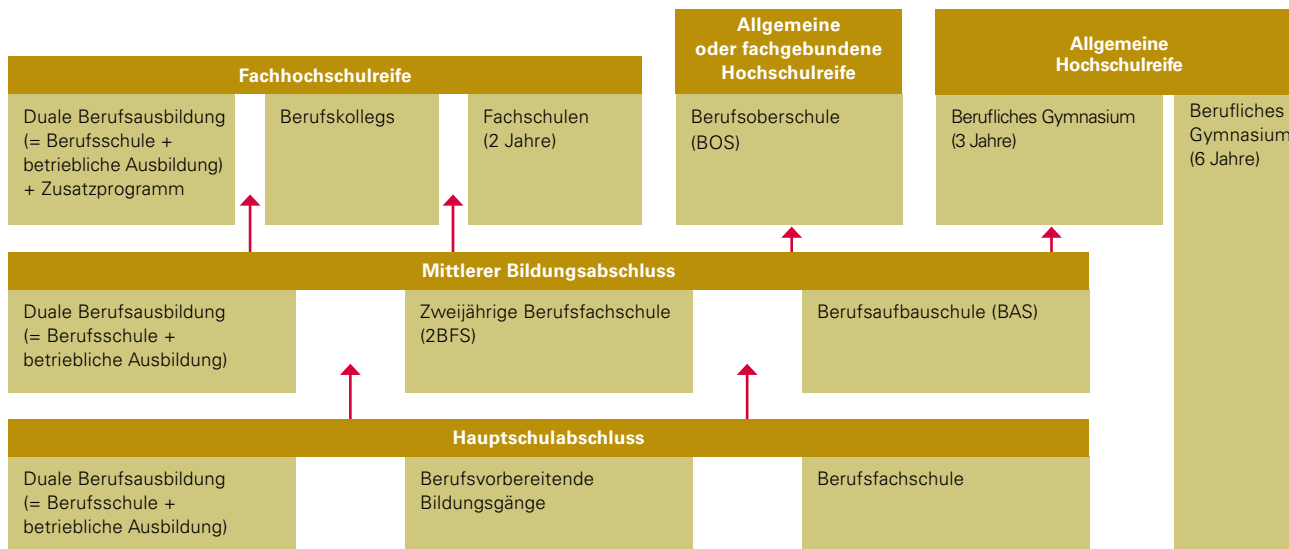 Allgemeine
oder fachgebundene
Hochschulreife
Allgemeine
Hochschulreife
Fachhochschulreife
Duale Berufsausbildung
(= Berufsschule +
betriebliche Ausbildung)
+ Zusatzprogramm
Berufskollegs
Fachschulen
(2 Jahre)
Berufsoberschule
(BOS)
Berufliches Gymnasium
(3 Jahre)
Berufliches
Gymnasium
(6 Jahre)
Mittlerer Bildungsabschluss
Duale Berufsausbildung
(= Berufsschule +
betriebliche Ausbildung)
Zweijährige Berufsfachschule
(2BFS)
Berufsaufbauschule (BAS)
Hauptschulabschluss
Duale Berufsausbildung
(= Berufsschule +
betriebliche Ausbildung)
Berufsvorbereitende
Bildungsgänge
Berufsfachschule